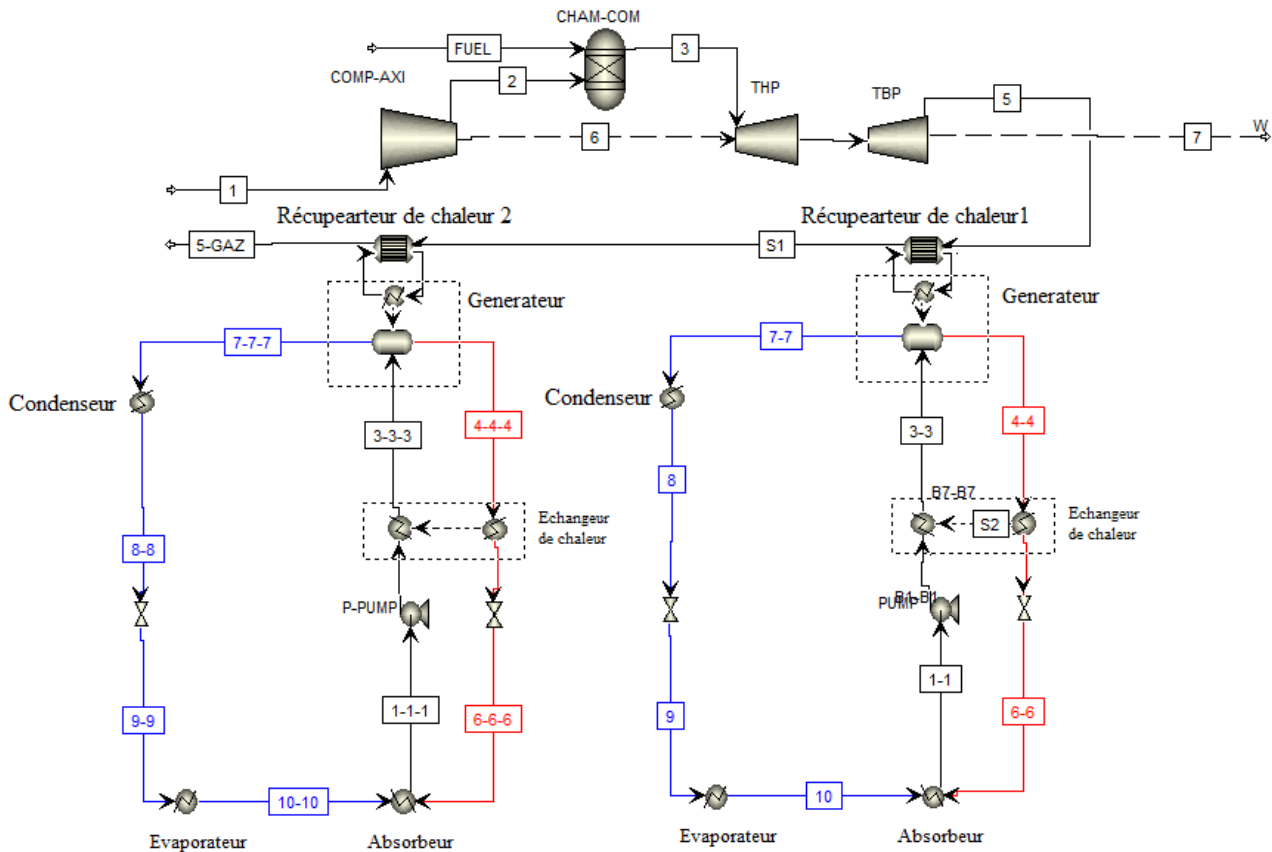 CHAM-COM
FUEL
3
COMP-AXI
2
THP
TBP
5
6
7
W
1
Récupearteur de chaleur 2
Récupearteur de chaleur1
5-GAZ
S1
Generateur
Generateur
7-7-7
7-7
Condenseur
Condenseur
3-3-3
4-4-4
3-3
4-4
8
B7-B7
Echangeur
de chaleur
S2
Echangeur
de chaleur
8-8
P-PUMP
PUMP
B1-B1
1-1-1
1-1
9-9
6-6-6
9
6-6
10-10
10
Evaporateur
Absorbeur
Evaporateur
Absorbeur